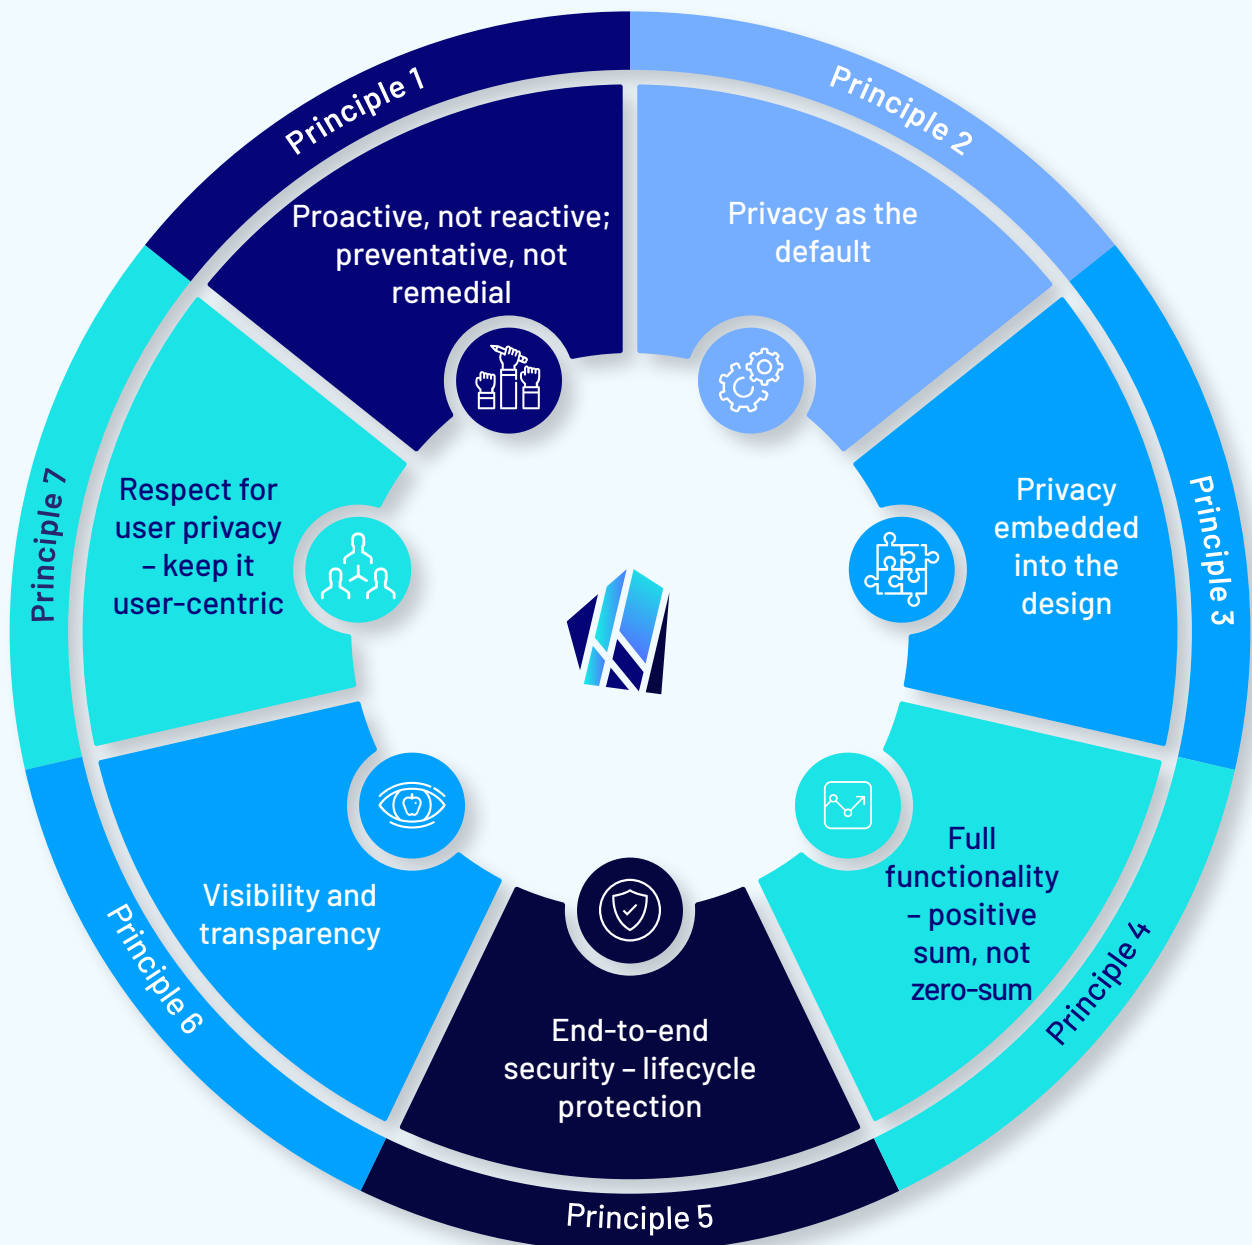 Principle 1
Proactive, not reactive;
preventative, not
remedial
Principle 2
Privacy as the
default
Principle 3
Privacy
embedded
into the
design
Principle 4
Full
functionality
– positive
sum, not
zero-sum
Principle 5
End-to-end
security – lifecycle
protection
Principle 6
Visibility and
transparency
Principle 7
Respect for
user privacy
– keep it
user-centric